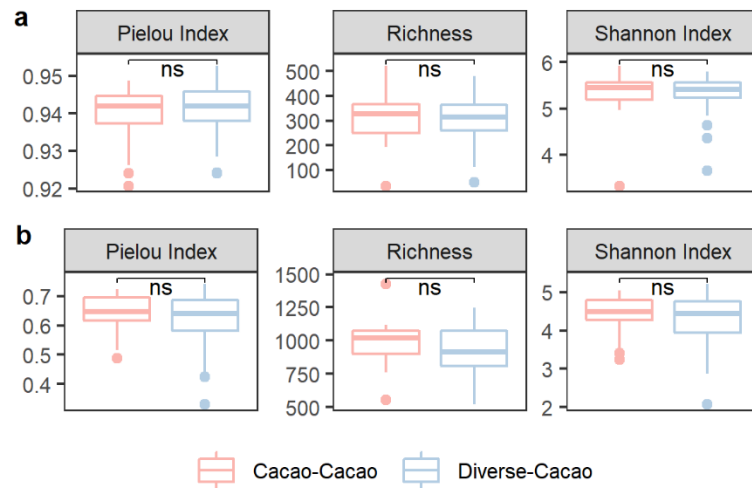 a
Pielou Index
Richness
Shannon Index
ns
ns
ns
0.95
0.94
0.93
0.92
500
400
300
200
100
6
5
4
b
Pielou Index
Richness
Shannon Index
ns
ns
ns
0.7
0.6
0.5
0.4
1500
1250
1000
750
500
5
4
3
2
Cacao-Cacao
Diverse-Cacao